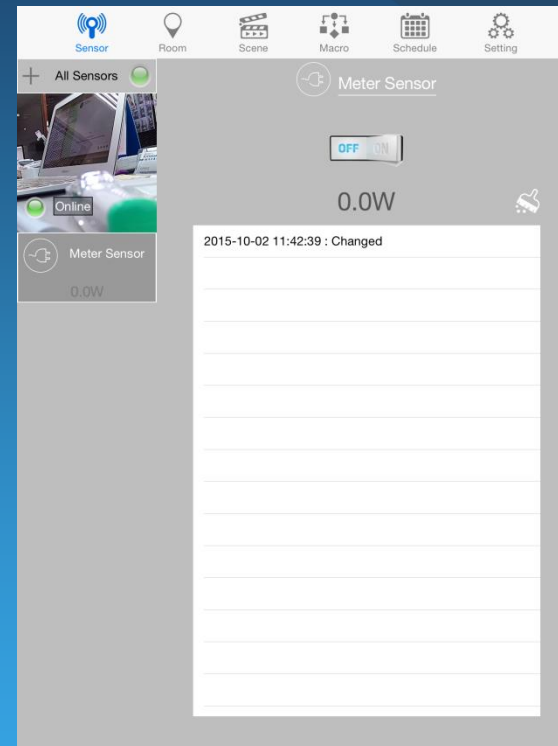 Sensor
Room
Scene
Macro
Schedule
Setting
All Sensors
Online
Meter Sensor
0.0W
Meter Sensor
OFF ON
0.0W
2015-10-02 11:42:39 : Changed